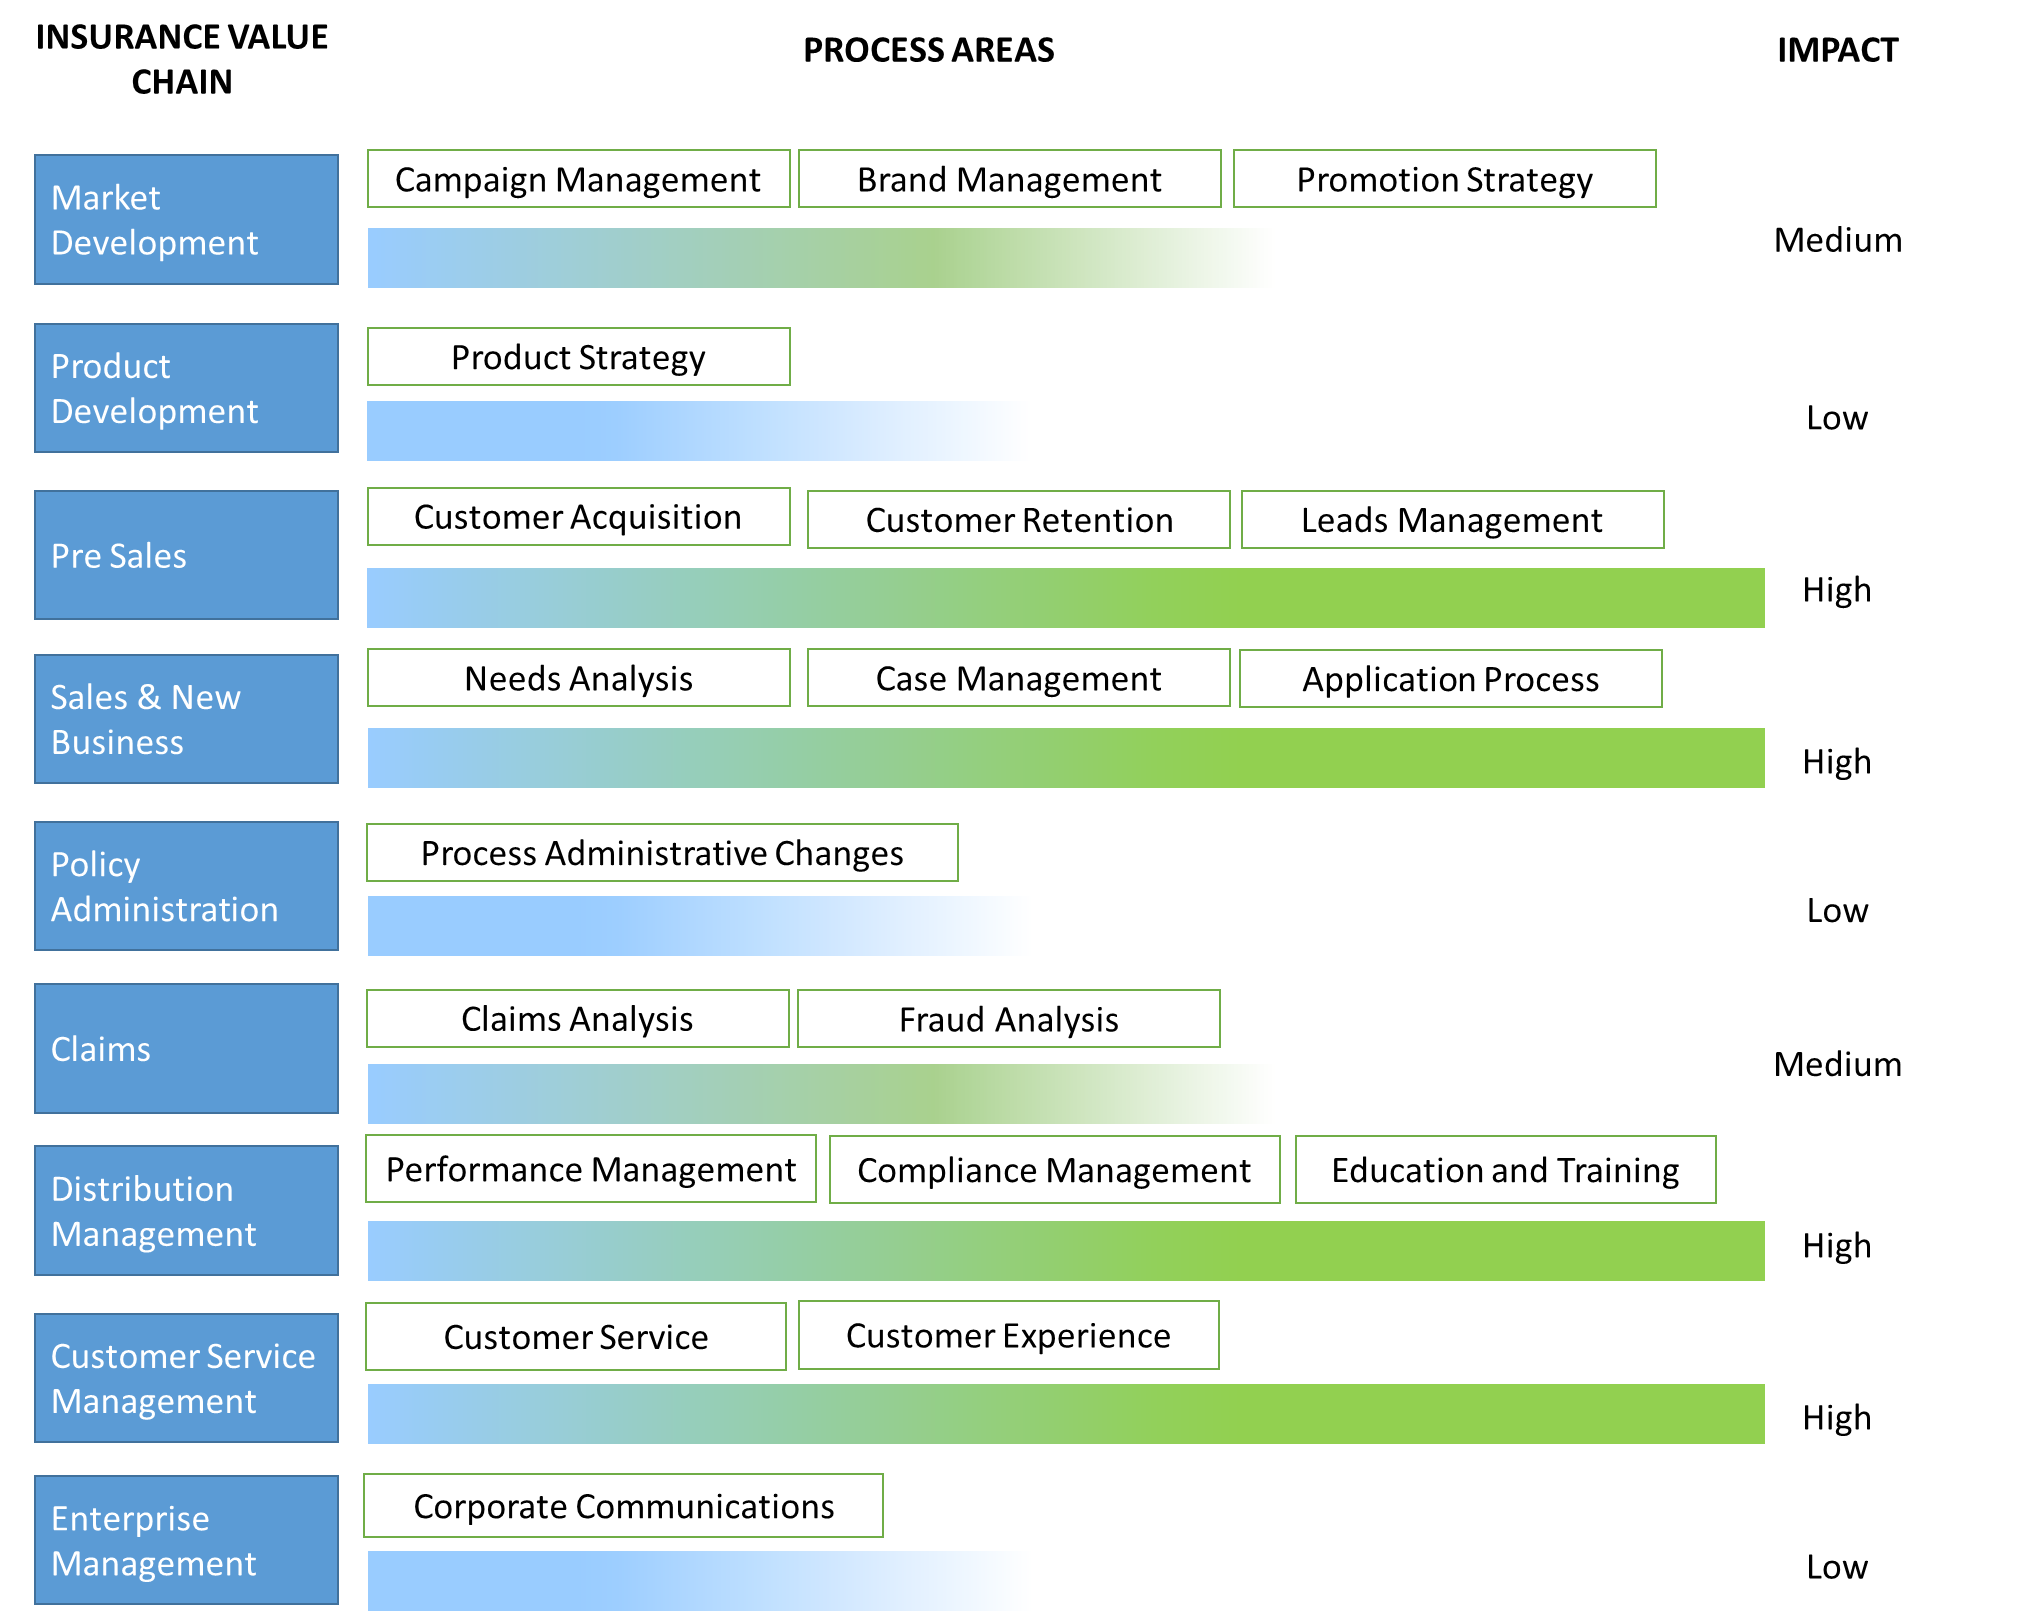 INSURANCE VALUE
CHAIN
PROCESS AREAS
IMPACT
Market
Development
Campaign Management
Brand Management
Promotion Strategy
Medium
Product
Development
Product Strategy
Low
Pre Sales
Customer Acquisition
Customer Retention
Leads Management
High
Sales & New
Business
Needs Analysis
Case Management
Application Process
High
Policy
Administration
Process Administrative Changes
Low
Claims
Claims Analysis
Fraud Analysis
Medium
Distribution
Management
Performance Management
Compliance Management
Education and Training
High
Customer Service
Management
Customer Service
Customer Experience
High
Enterprise
Management
Corporate Communications
Low